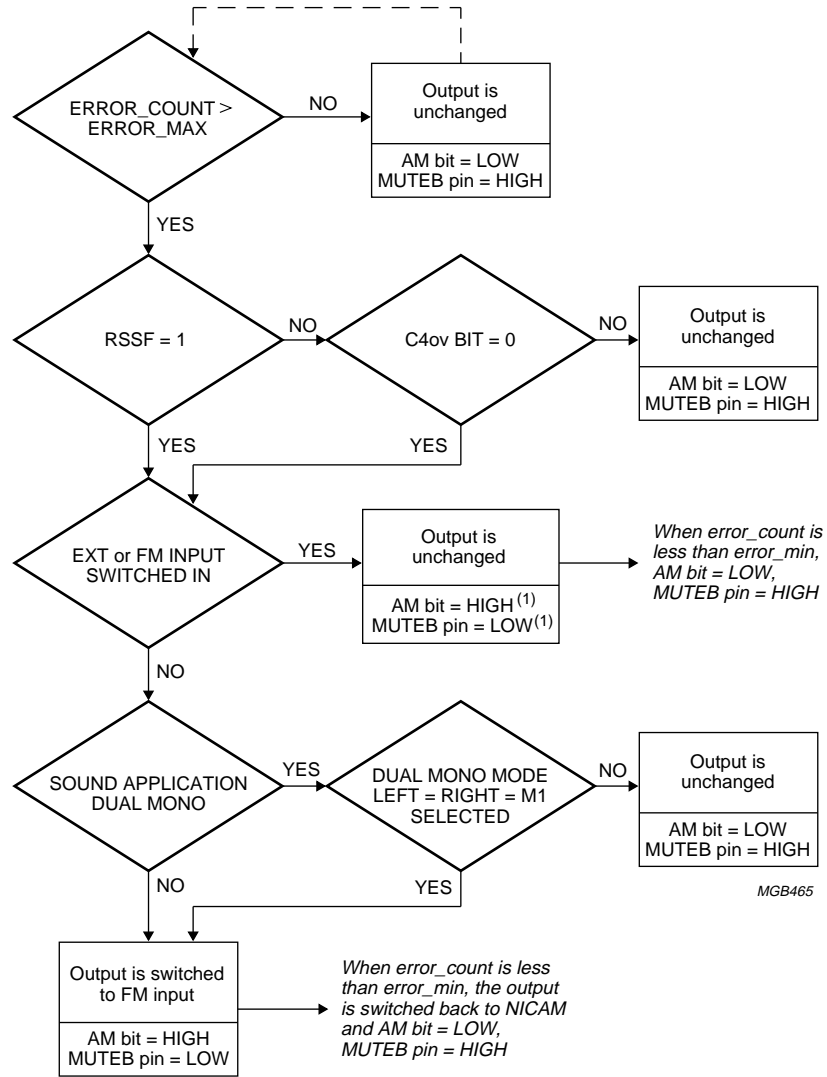 ERROR_COUNT >
ERROR_MAX
NO
Output is
unchanged
AM bit = LOW
MUTEB pin = HIGH
YES
RSSF = 1
NO
C4ov BIT = 0
NO
Output is
unchanged
AM bit = LOW
MUTEB pin = HIGH
YES
YES
EXT or FM INPUT
SWITCHED IN
YES
Output is
unchanged
AM bit = HIGH (1)
MUTEB pin = LOW (1)
When error_count is
less than error_min,
AM bit = LOW,
MUTEB pin = HIGH
NO
SOUND APPLICATION
DUAL MONO
YES
DUAL MONO MODE
LEFT = RIGHT = M1
SELECTED
NO
Output is
unchanged
AM bit = LOW
MUTEB pin = HIGH
NO
YES
MGB465
Output is switched
to FM input
AM bit = HIGH
MUTEB pin = LOW
When error_count is less
than error_min, the output
is switched back to NICAM
and AM bit = LOW,
MUTEB pin = HIGH